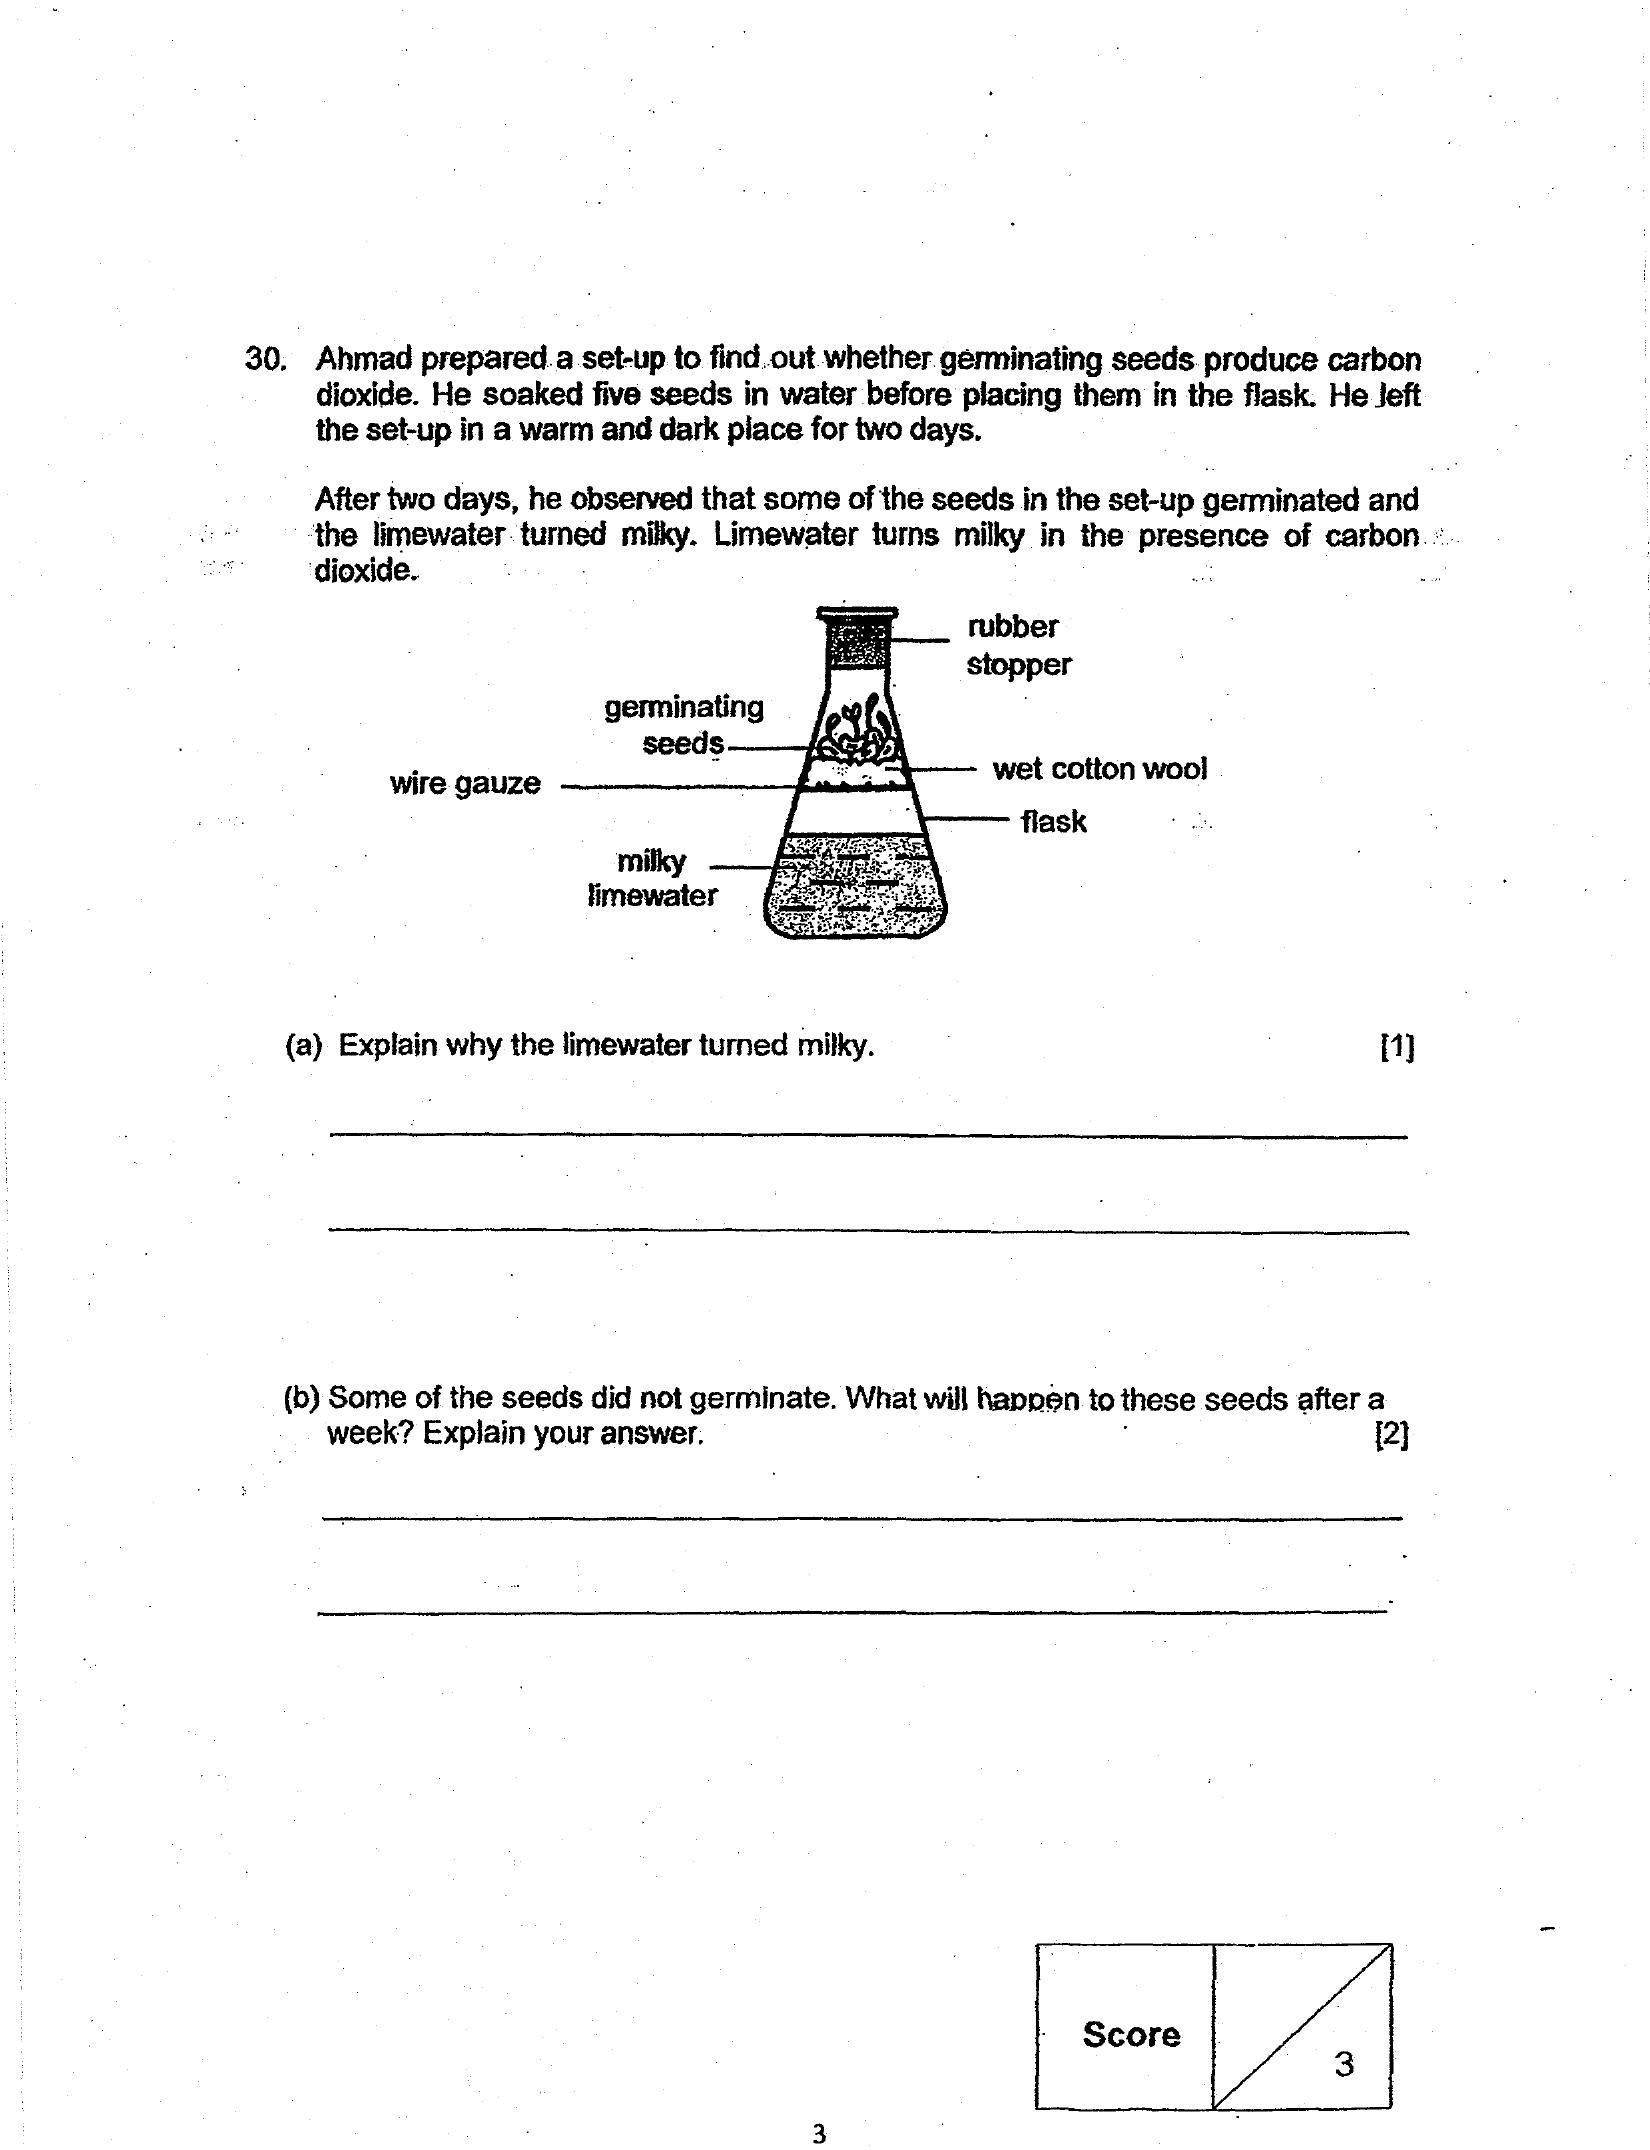 30. Ahmad prepared a set-up to find out whether germinating seeds produce carbon
dioxide. He soaked five seeds in water before placing them in the flask. He left
the set-up in a warm and dark place for two days.
After two days, he observed that some of the seeds in the set-up germinated and
the limewater turned milky. Limewater turns milky in the presence of carbon
dioxide.
rubber
stopper
germinating
seeds
wet cotton wool
wire gauze
flask
milky
limewater
(a) Explain why the limewater turned milky. [1]
(b) Some of the seeds did not germinate. What will happen to these seeds after a
week? Explain your answer. [2]
Score
3
3